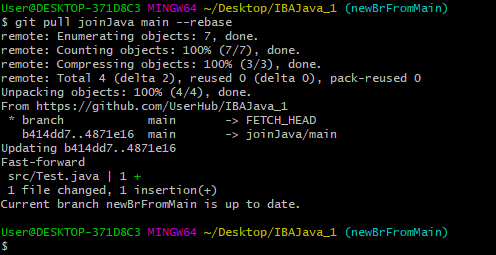 User@DESKTOP-371D8C3 MINGW64 ~/Desktop/IBAJava_1 (newBrFromMain)
$ git pull joinJava main --rebase
remote: Enumerating objects: 7, done.
remote: Counting objects: 100% (7/7), done.
remote: Compressing objects: 100% (3/3), done.
remote: Total 4 (delta 2), reused 0 (delta 0), pack-reused 0
Unpacking objects: 100% (4/4), done.
From https://github.com/UserHub/IBAJava_1
 * branch            main       -> FETCH_HEAD
   b414dd7..4871e16  main       -> joinJava/main
Updating b414dd7..4871e16
Fast-forward
 src/Test.java | 1 +
 1 file changed, 1 insertion(+)
Current branch newBrFromMain is up to date.
User@DESKTOP-371D8C3 MINGW64 ~/Desktop/IBAJava_1 (newBrFromMain)
$